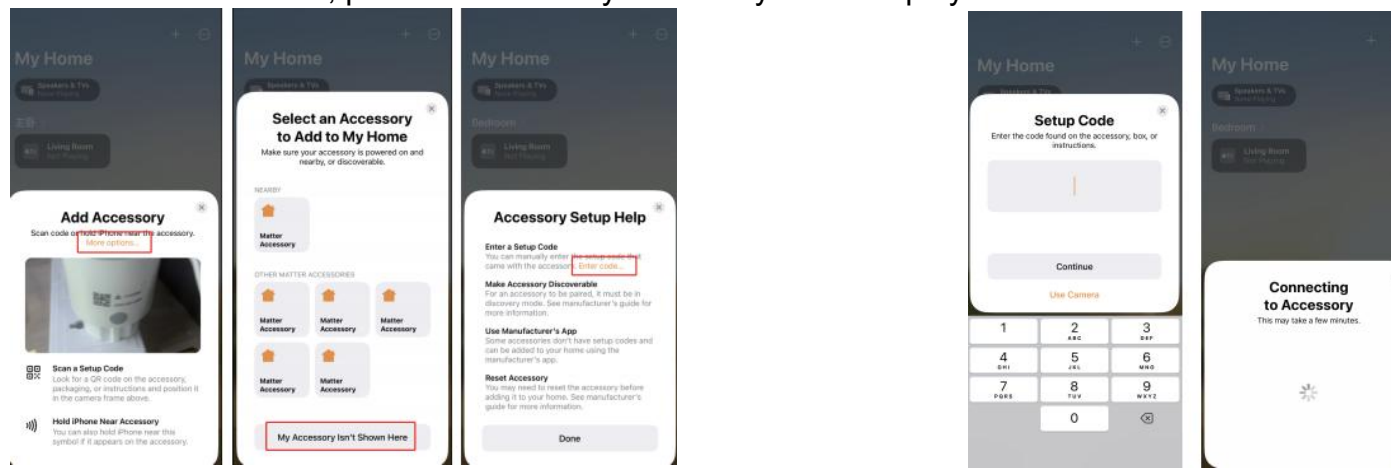 My Home
Speakers & TVs
主卧
Living Room
Not Playing
Add Accessory
Scan code or hold iPhone near the accessory.
More options...
Scan a Setup Code
Look for a QR code on the accessory,
packaging, or instructions and position it
in the camera frame above.
Hold iPhone Near Accessory
You can also hold iPhone near this
symbol if it appears on the accessory.
My Home
Speakers & TVs
Select an Accessory
to Add to My Home
Make sure your accessory is powered on and
nearby, or discoverable.
NEARBY
Matter
Accessory
OTHER MATTER ACCESSORIES
Matter
Accessory
Matter
Accessory
Matter
Accessory
Matter
Accessory
Matter
Accessory
My Accessory Isn't Shown Here
My Home
Speakers & TVs
Bedroom
Living Room
Not Playing
Accessory Setup Help
Enter a Setup Code
You can manually enter the setup code that
came with the accessory. Enter code...
Make Accessory Discoverable
For an accessory to be paired, it must be in
discovery mode. See manufacturer's guide for
more information.
Use Manufacturer's App
Some accessories don't have setup codes and
can be added to your home using the
manufacturer's app.
Reset Accessory
You may need to reset the accessory before
adding it to your home. See manufacturer's
guide for more information.
Done
My Home
Setup Code
Enter the code found on the accessory, box, or
instructions.
Continue
Use Camera
1
2 ABC
3 DEF
4 GHI
5 JKL
6 MNO
7 PQRS
8 TUV
9 WXYZ
0
My Home
Speakers & TVs
Bedroom
Living Room
Not Playing
Connecting
to Accessory
This may take a few minutes.